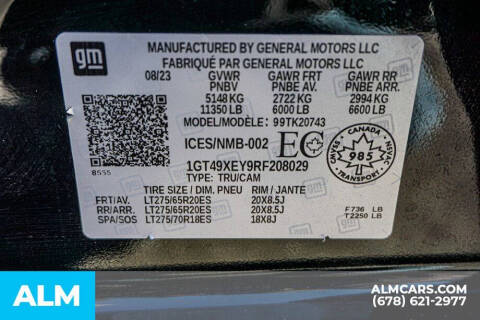 gm
MANUFACTURED BY GENERAL MOTORS LLC
FABRIQUÉ PAR GENERAL MOTORS LLC
08/23 GVWR GAWR FRT GAWR RR
PNBV PNBE AV. PNBE ARR.
5148 KG 2722 KG 2994 KG
11350 LB 6000 LB 6600 LB
MODEL/MODÈLE: 99TK20743
ICES/NMB-002 EC
CANADA
985
TRANSPORT
8555
1GT49XEY9RF208029
TYPE: TRU/CAM
TIRE SIZE / DIM. PNEU RIM / JANTE
FRT/AV. LT275/65R20ES 20X8.5J
RR/ARR. LT275/65R20ES 20X8.5J
SPA/SOS LT275/70R18ES 18X8J
F736 LB
T2250 LB
ALM
ALMCARS.COM
(678) 621-2977